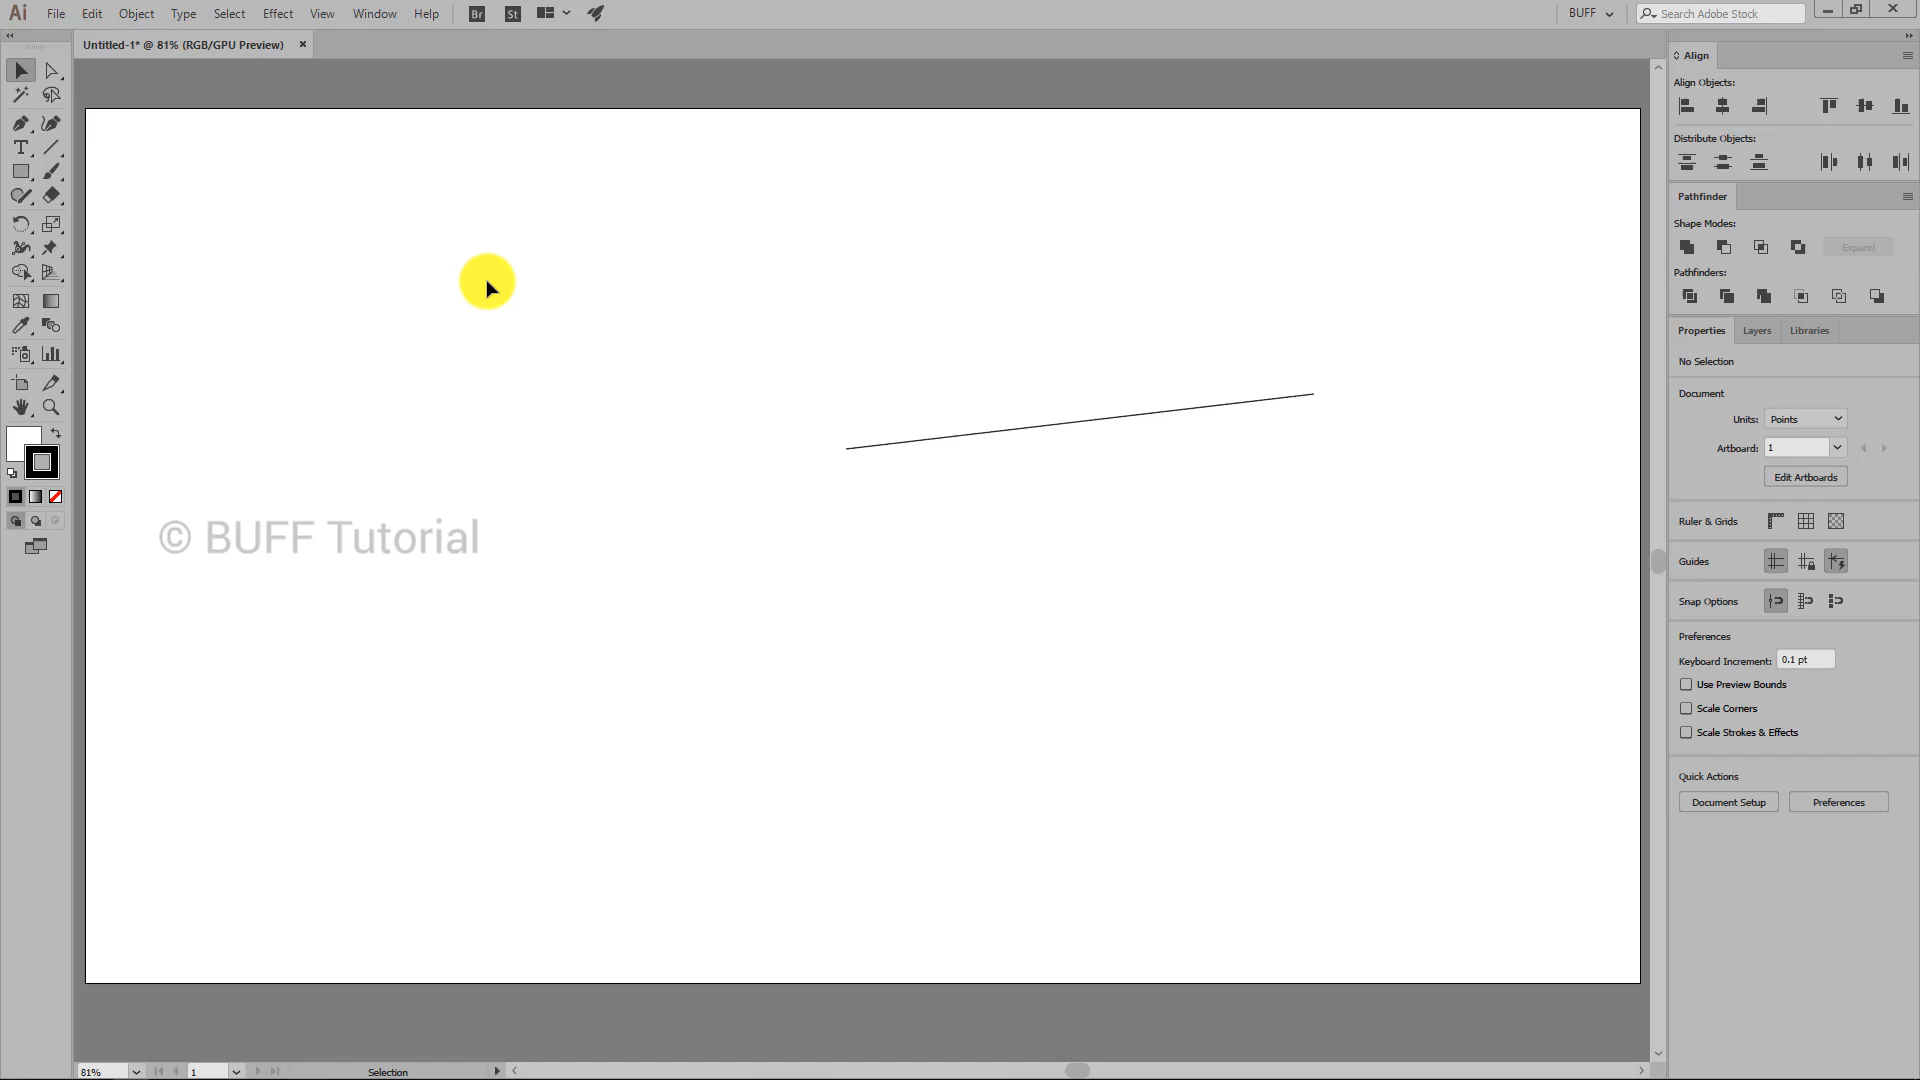 Ai File Edit Object Type Select Effect View Window Help Br St BUFF Search Adobe Stock
Untitled-1* @ 81% (RGB/GPU Preview)
Align
Align Objects:
Distribute Objects:
Pathfinder
Shape Modes:
Expand
Pathfinders:
Properties Layers Libraries
No Selection
Document
Units: Points
Artboard: 1
Edit Artboards
Ruler & Grids
© BUFF Tutorial
Guides
Snap Options
Preferences
Keyboard Increment: 0.1 pt
Use Preview Bounds
Scale Corners
Scale Strokes & Effects
Quick Actions
Document Setup Preferences
81% 1 Selection